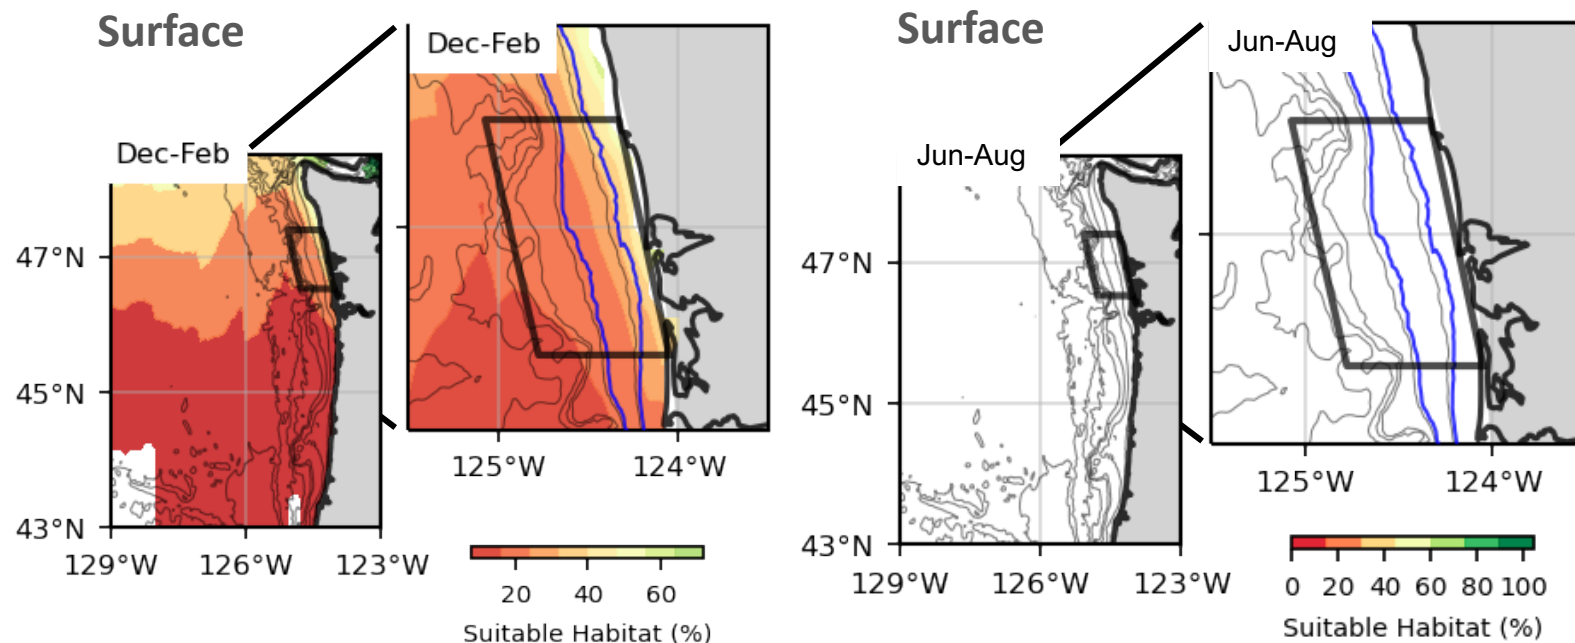 Surface
Dec-Feb
Dec-Feb
47°N
45°N
43°N
129°W 126°W 123°W
125°W 124°W
20 40 60
Suitable Habitat (%)
Surface
Jun-Aug
Jun-Aug
47°N
45°N
43°N
129°W 126°W 123°W
125°W 124°W
0 20 40 60 80 100
Suitable Habitat (%)